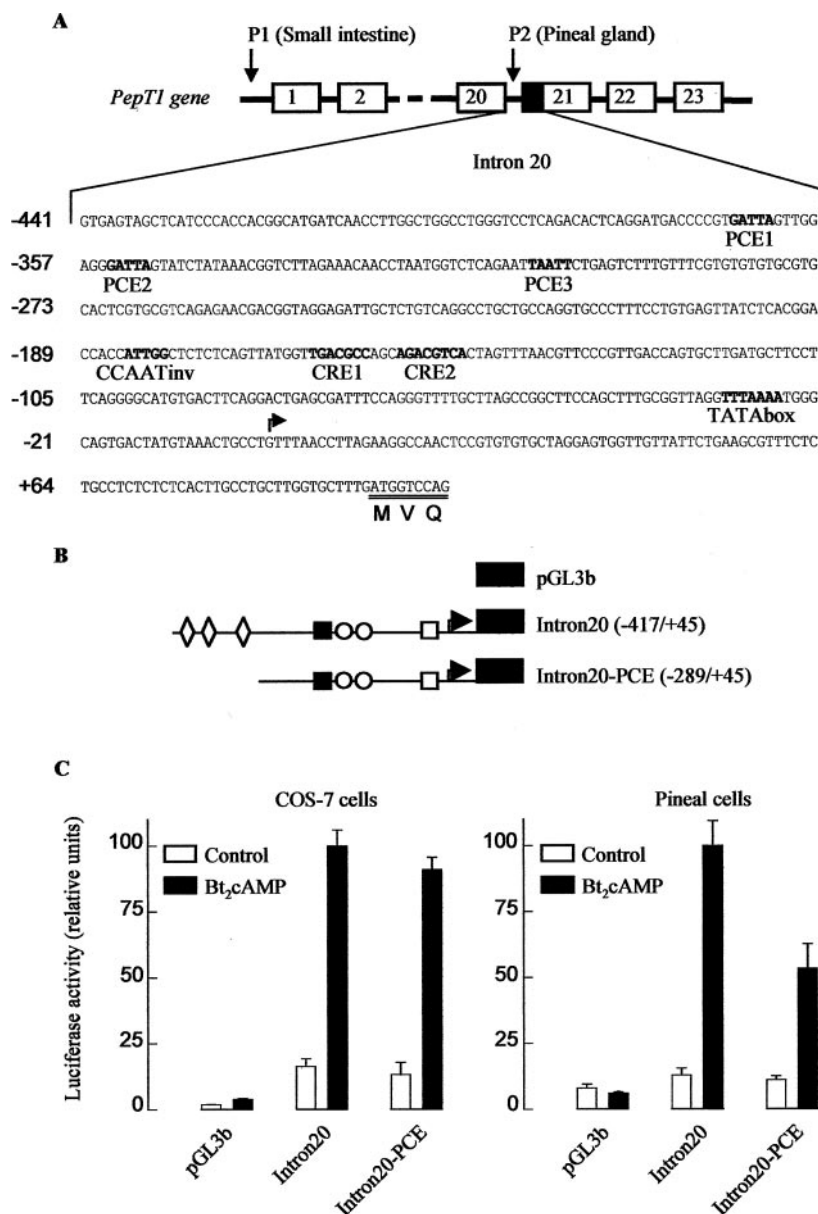 A
P1 (Small intestine)
P2 (Pineal gland)
PepT1 gene
1 2 20 21 22 23
Intron 20
-441 GTGAGTAGCTCATCCCACCACGGCATGATCAACCTTGGCTGGCCTGGGTCCTCAGACACTCAGGATGACCCCGTGATTAGTTGG
PCE1
-357 AGGGATTAGTATCTATAAACGGTCTTAGAAACAACCTAATGGTCTCAGAATTAATTCTGAGTCTTTGTTTCGTGTGTGTGCGTG
PCE2 PCE3
-273 CACTCGTGCGTCAGAGAACGACGGTAGGAGATTGCTCTGTCAGGCCTGCTGCCAGGTGCCCTTTCCTGTGAGTTATCTCACGGA
-189 CCACCATTGGCTCTCTCAGTTATGGTTGACGCCAGCAGACGTCACTAGTTTAACGTTCCCGTTGACCAGTGCTTGATGCTTCCT
CCAATinv CRE1 CRE2
-105 TCAGGGGCATGTGACTTCAGGACTGAGCGATTTCCAGGGTTTTGCTTAGCCGGCTTCCAGCTTTGCGGTTAGGTTTAAAATGGG
TATAbox
-21 CAGTGACTATGTAAACTGCCTGTTTAACCTTAGAAGGCCAACTCCGTGTGTGCTAGGAGTGGTTGTTATTCTGAAGCGTTTCTC
+64 TGCCTCTCTCTCACTTGCCTGCTTGGTGCTTTGATGGTCCAG
M V Q
B
pGL3b
Intron20 (-417/+45)
Intron20-PCE (-289/+45)
C
COS-7 cells
Pineal cells
Luciferase activity (relative units)
100
75
50
25
0
Control
Bt₂cAMP
pGL3b
Intron20
Intron20-PCE
100
75
50
25
0
Control
Bt₂cAMP
pGL3b
Intron20
Intron20-PCE